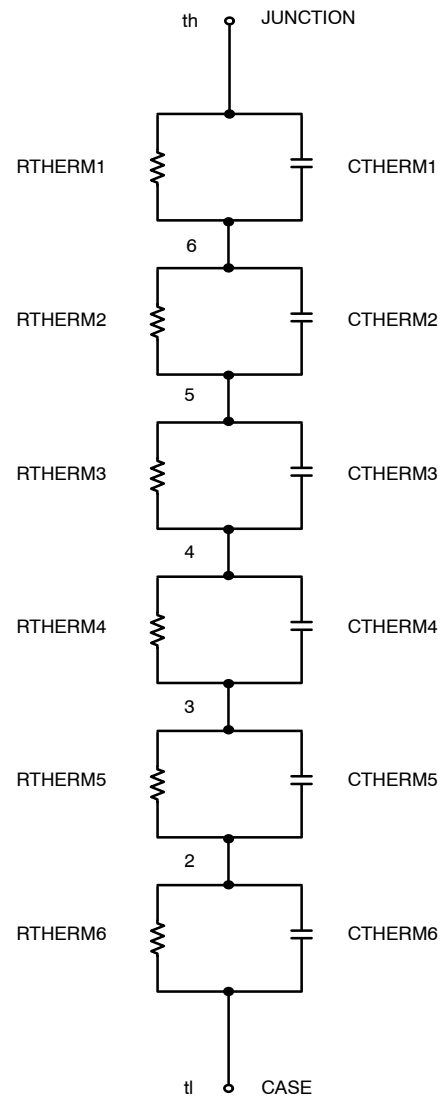 th JUNCTION
RTHERM1 CTHERM1
6
RTHERM2 CTHERM2
5
RTHERM3 CTHERM3
4
RTHERM4 CTHERM4
3
RTHERM5 CTHERM5
2
RTHERM6 CTHERM6
tl CASE